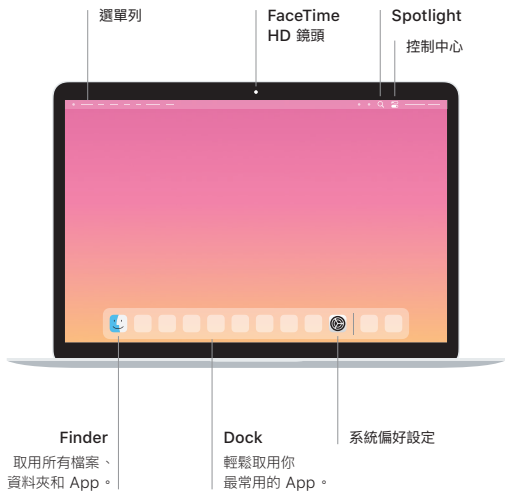 選單列
FaceTime
HD 鏡頭
Spotlight
控制中心
Finder
取用所有檔案、
資料夾和 App。
Dock
輕鬆取用你
最常用的 App。
系統偏好設定